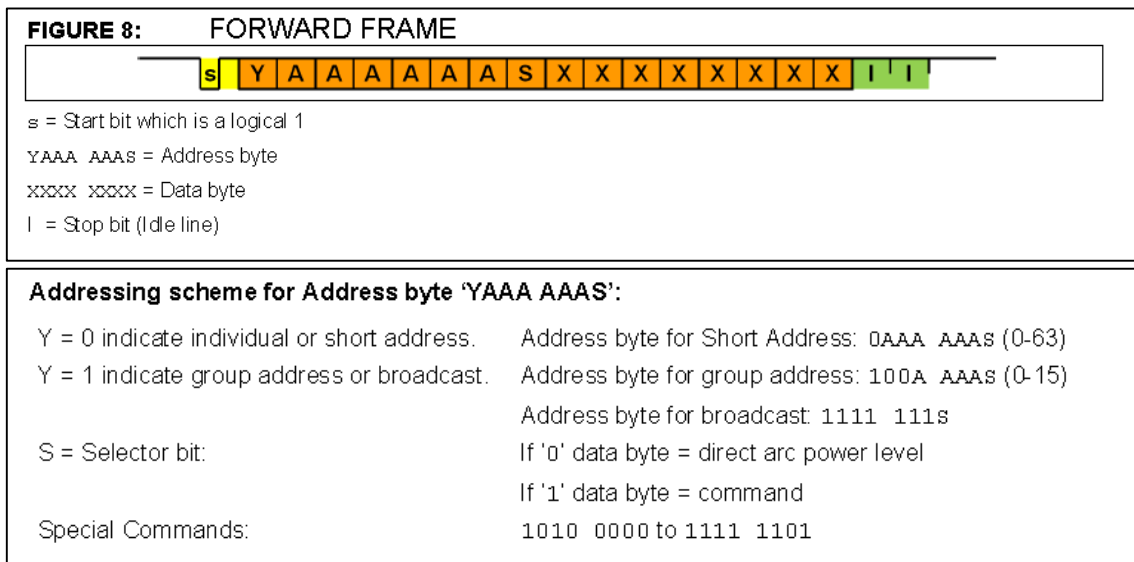 FIGURE 8: FORWARD FRAME
s Y A A A A A A S X X X X X X X X I I
s = Start bit which is a logical 1
YAAA AAAS = Address byte
XXXX XXXX = Data byte
I = Stop bit (Idle line)
Addressing scheme for Address byte ‘YAAA AAAS’:
Y = 0 indicate individual or short address. Address byte for Short Address: 0AAA AAAS (0-63)
Y = 1 indicate group address or broadcast. Address byte for group address: 100A AAAS (0-15)
Address byte for broadcast: 1111 111S
S = Selector bit: If ‘0’ data byte = direct arc power level
If ‘1’ data byte = command
Special Commands: 1010 0000 to 1111 1101